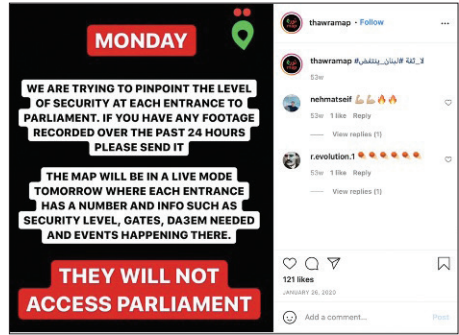 MONDAY
WE ARE TRYING TO PINPOINT THE LEVEL
OF SECURITY AT EACH ENTRANCE TO
PARLIAMENT. IF YOU HAVE ANY FOOTAGE
RECORDED OVER THE PAST 24 HOURS
PLEASE SEND IT
THE MAP WILL BE IN A LIVE MODE
TOMORROW WHERE EACH ENTRANCE
HAS A NUMBER AND INFO SUCH AS
SECURITY LEVEL, GATES, DA3EM NEEDED
AND EVENTS HAPPENING THERE.
THEY WILL NOT
ACCESS PARLIAMENT
thawramap • Follow
thawramap #لبنان_ينتفض# لا_ثقة
53w
nehmatseif 💪💪🔥🔥
53w 1 like Reply
View replies (1)
r.evolution.1
53w 1 like Reply
View replies (1)
121 likes
JANUARY 26, 2020
Add a comment... Post